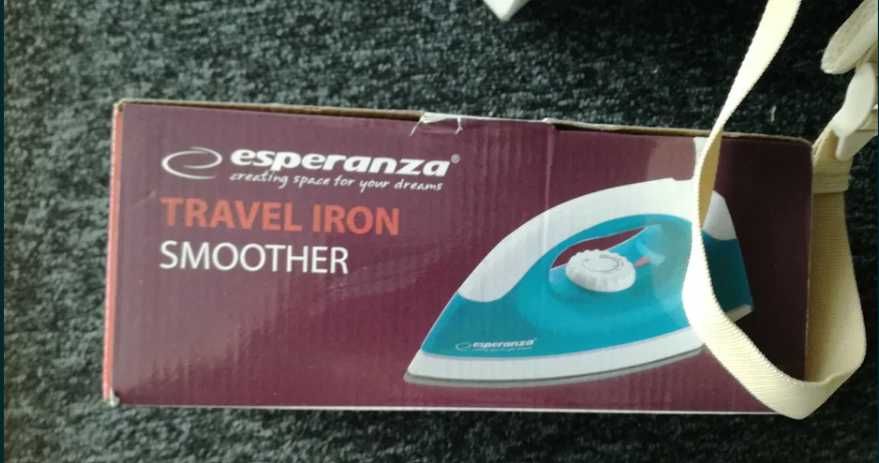 esperanza®
creating space for your dreams
TRAVEL IRON
SMOOTHER
esperanza